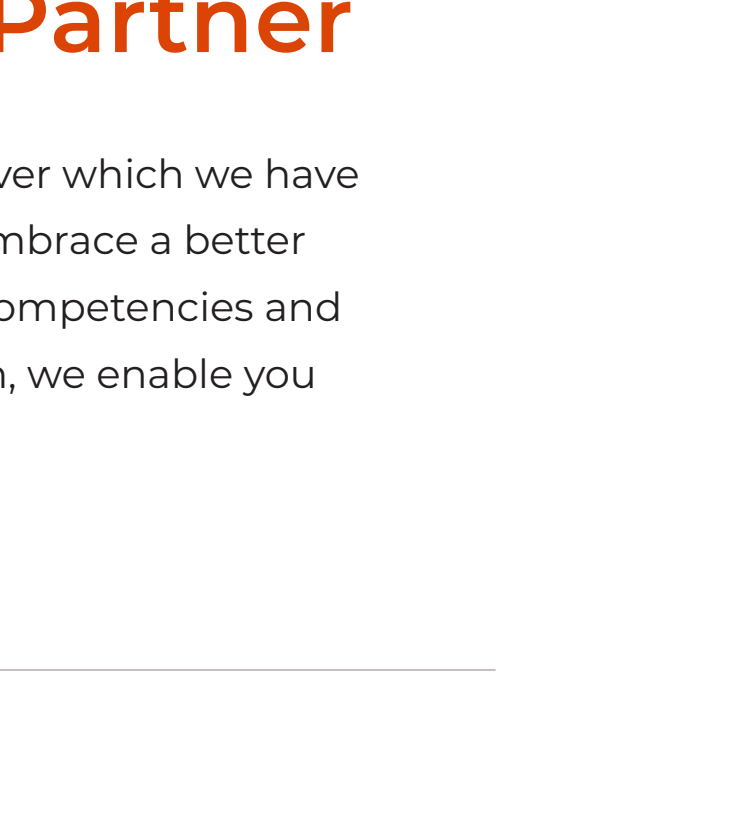 Partner
ver which we have
mbrace a better
ompetencies and
, we enable you